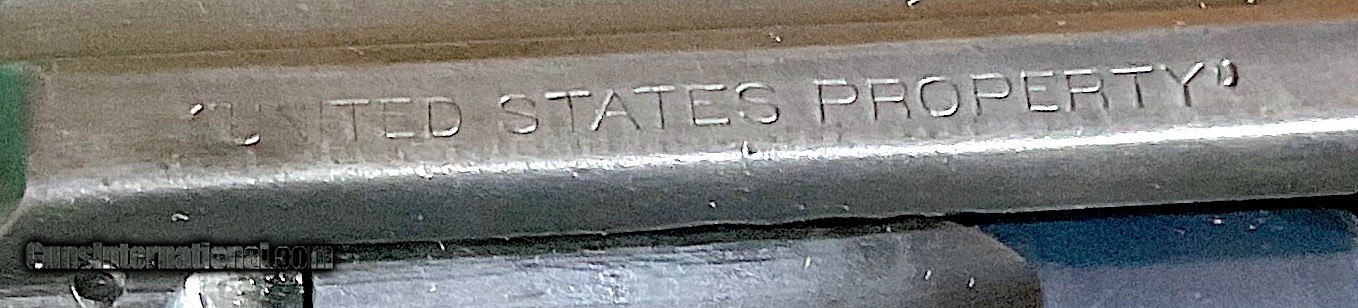 UNITED STATES PROPERTY
GunsInternational.com